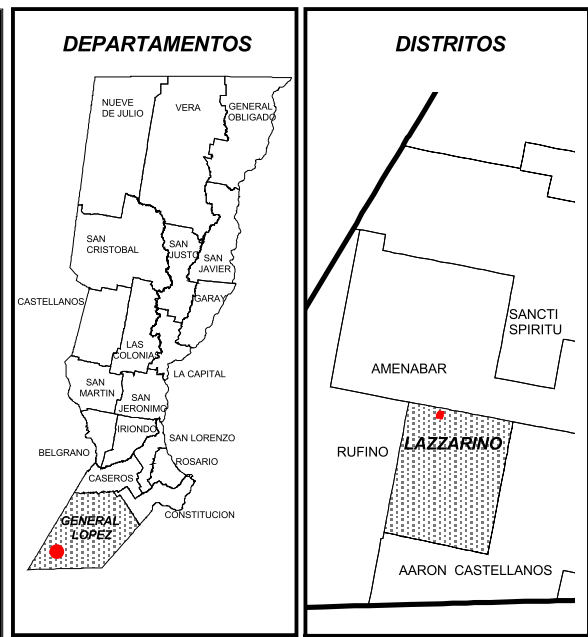 DEPARTAMENTOS
NUEVE
DE JULIO
VERA
GENERAL
OBLIGADO
SAN
CRISTOBAL
SAN
JUSTO
SAN
JAVIER
CASTELLANOS
GARAY
LAS
COLONIAS
LA CAPITAL
SAN
MARTIN
SAN
JERONIMO
IRIONDO
SAN LORENZO
BELGRANO
ROSARIO
CASEROS
CONSTITUCION
GENERAL
LOPEZ
DISTRITOS
SANCTI
SPIRITU
AMENABAR
RUFINO
LAZZARINO
AARON CASTELLANOS